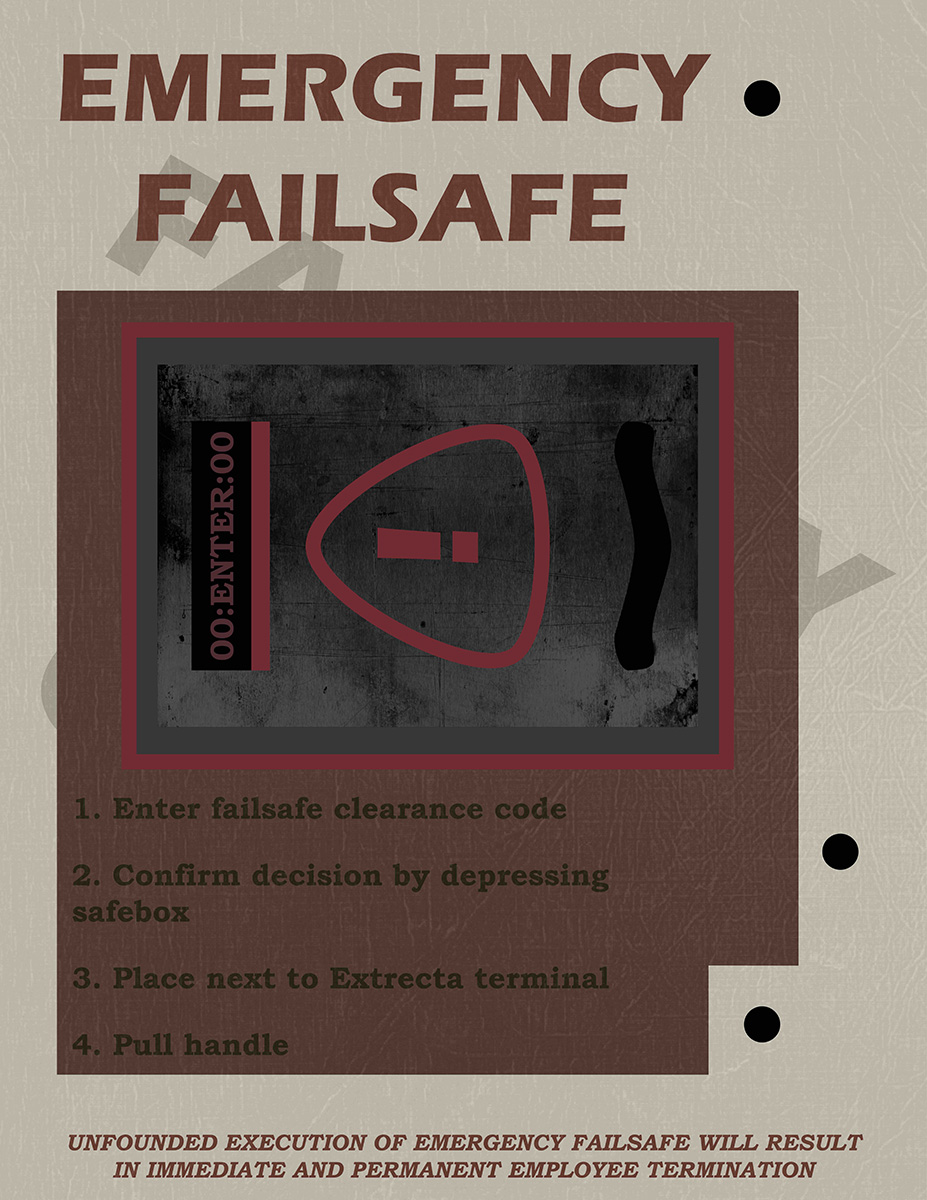 EMERGENCY
FAILSAFE
00:ENTER:00
1. Enter failsafe clearance code
2. Confirm decision by depressing
safebox
3. Place next to Extrecta terminal
4. Pull handle
UNFOUNDED EXECUTION OF EMERGENCY FAILSAFE WILL RESULT
IN IMMEDIATE AND PERMANENT EMPLOYEE TERMINATION